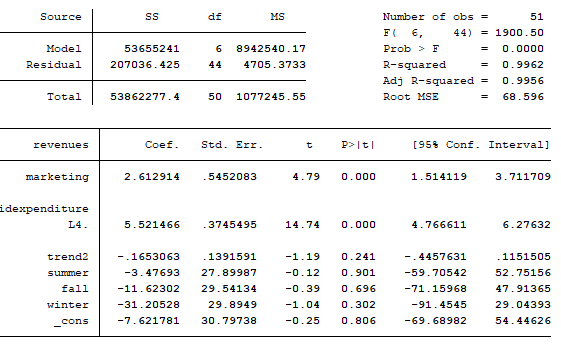 Source SS df MS Number of obs = 51
F( 6, 44) = 1900.50
Model 53655241 6 8942540.17 Prob > F = 0.0000
Residual 207036.425 44 4705.3733 R-squared = 0.9962
Adj R-squared = 0.9956
Total 53862277.4 50 1077245.55 Root MSE = 68.596
revenues Coef. Std. Err. t P>|t| [95% Conf. Interval]
marketing 2.612914 .5452083 4.79 0.000 1.514119 3.711709
idexpenditure
L4. 5.521466 .3745495 14.74 0.000 4.766611 6.27632
trend2 -.1653063 .1391591 -1.19 0.241 -.4457631 .1151505
summer -3.47693 27.89987 -0.12 0.901 -59.70542 52.75156
fall -11.62302 29.54134 -0.39 0.696 -71.15968 47.91365
winter -31.20528 29.8949 -1.04 0.302 -91.4545 29.04393
_cons -7.621781 30.79738 -0.25 0.806 -69.68982 54.44626